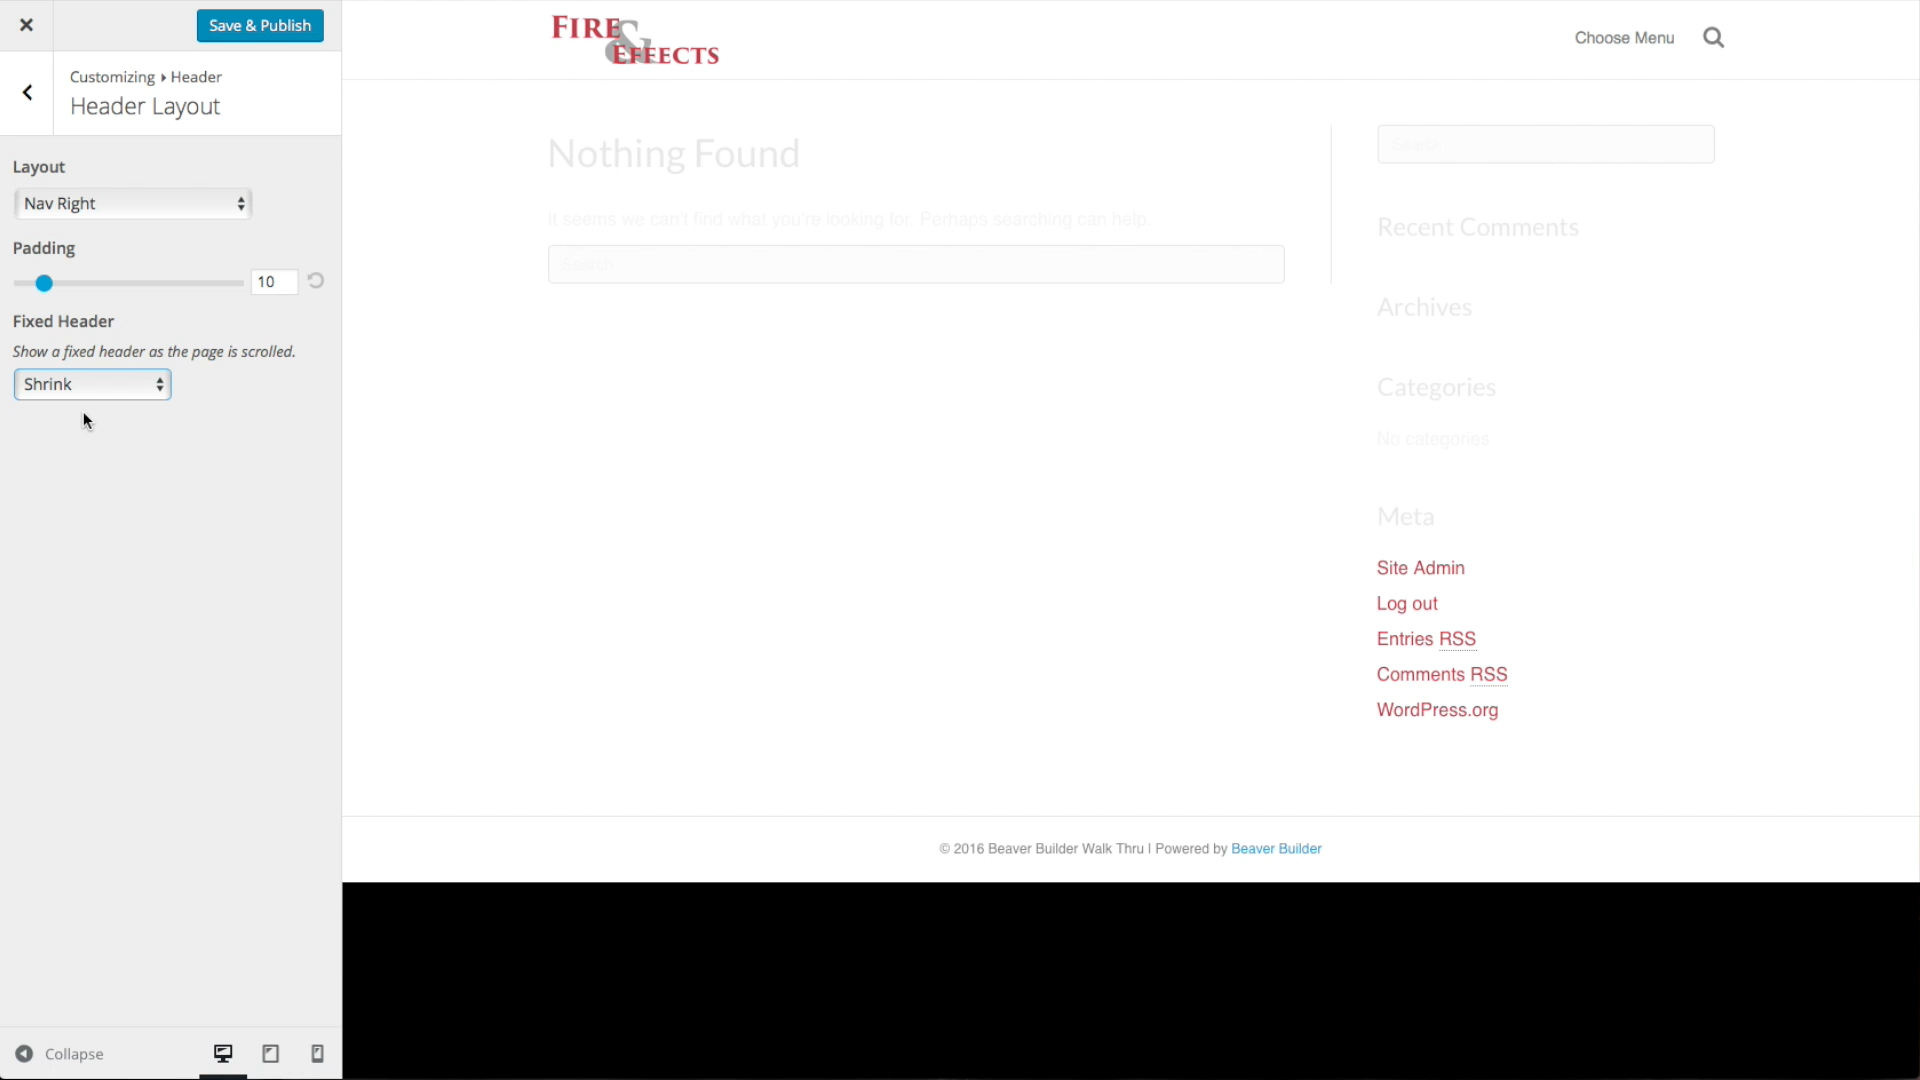 Save & Publish
Customizing ▸ Header
Header Layout
Layout
Nav Right
Padding
10
Fixed Header
Show a fixed header as the page is scrolled.
Shrink
Collapse
FIRE
&
EFFECTS
Choose Menu
Nothing Found
It seems we can't find what you're looking for. Perhaps searching can help.
Search
Search
Recent Comments
Archives
Categories
No categories
Meta
Site Admin
Log out
Entries RSS
Comments RSS
WordPress.org
© 2016 Beaver Builder Walk Thru | Powered by Beaver Builder